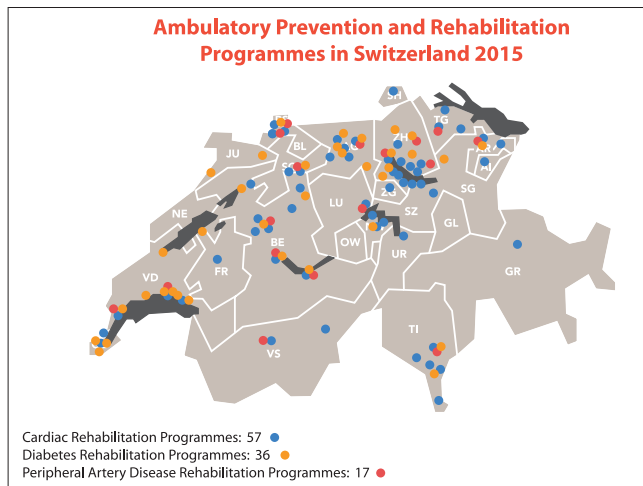 Ambulatory Prevention and Rehabilitation
Programmes in Switzerland 2015
SH
TG
ZH
BL
JU
AI
ZG
SG
LU
SZ
NE
GL
BE
OW
UR
FR
GR
VD
TI
VS
Cardiac Rehabilitation Programmes: 57
Diabetes Rehabilitation Programmes: 36
Peripheral Artery Disease Rehabilitation Programmes: 17